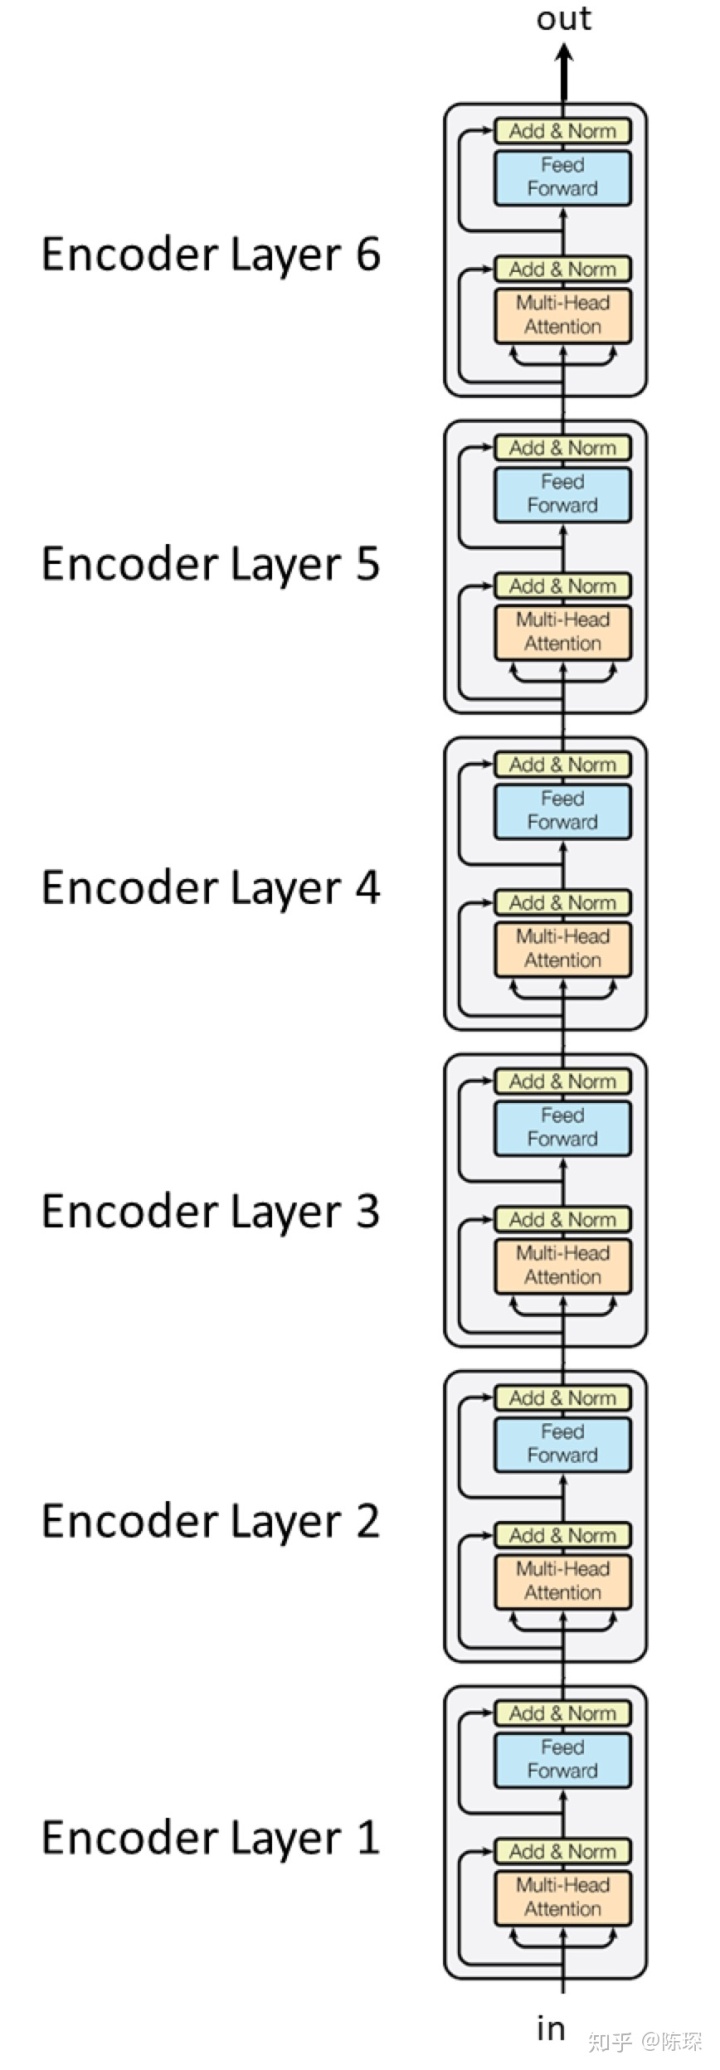 out
Add & Norm
Feed
Forward
Encoder Layer 6
Add & Norm
Multi-Head
Attention
Add & Norm
Feed
Forward
Encoder Layer 5
Add & Norm
Multi-Head
Attention
Add & Norm
Feed
Forward
Encoder Layer 4
Add & Norm
Multi-Head
Attention
Add & Norm
Feed
Forward
Encoder Layer 3
Add & Norm
Multi-Head
Attention
Add & Norm
Feed
Forward
Encoder Layer 2
Add & Norm
Multi-Head
Attention
Add & Norm
Feed
Forward
Encoder Layer 1
Add & Norm
Multi-Head
Attention
in
知乎 @陈琛